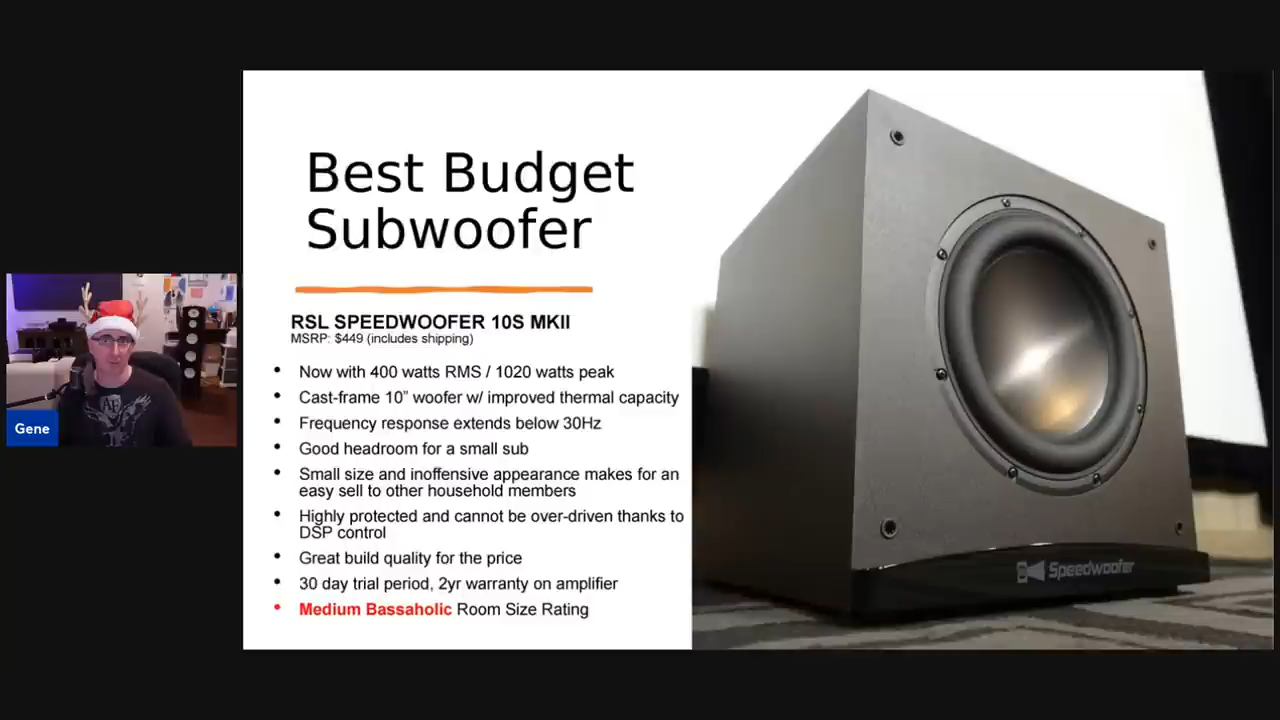 Best Budget
Subwoofer
RSL SPEEDWOOFER 10S MKII
MSRP: $449 (includes shipping)
• Now with 400 watts RMS / 1020 watts peak
• Cast-frame 10” woofer w/ improved thermal capacity
• Frequency response extends below 30Hz
• Good headroom for a small sub
• Small size and inoffensive appearance makes for an
easy sell to other household members
• Highly protected and cannot be over-driven thanks to
DSP control
• Great build quality for the price
• 30 day trial period, 2yr warranty on amplifier
• Medium Bassaholic Room Size Rating
Speedwoofer
Gene